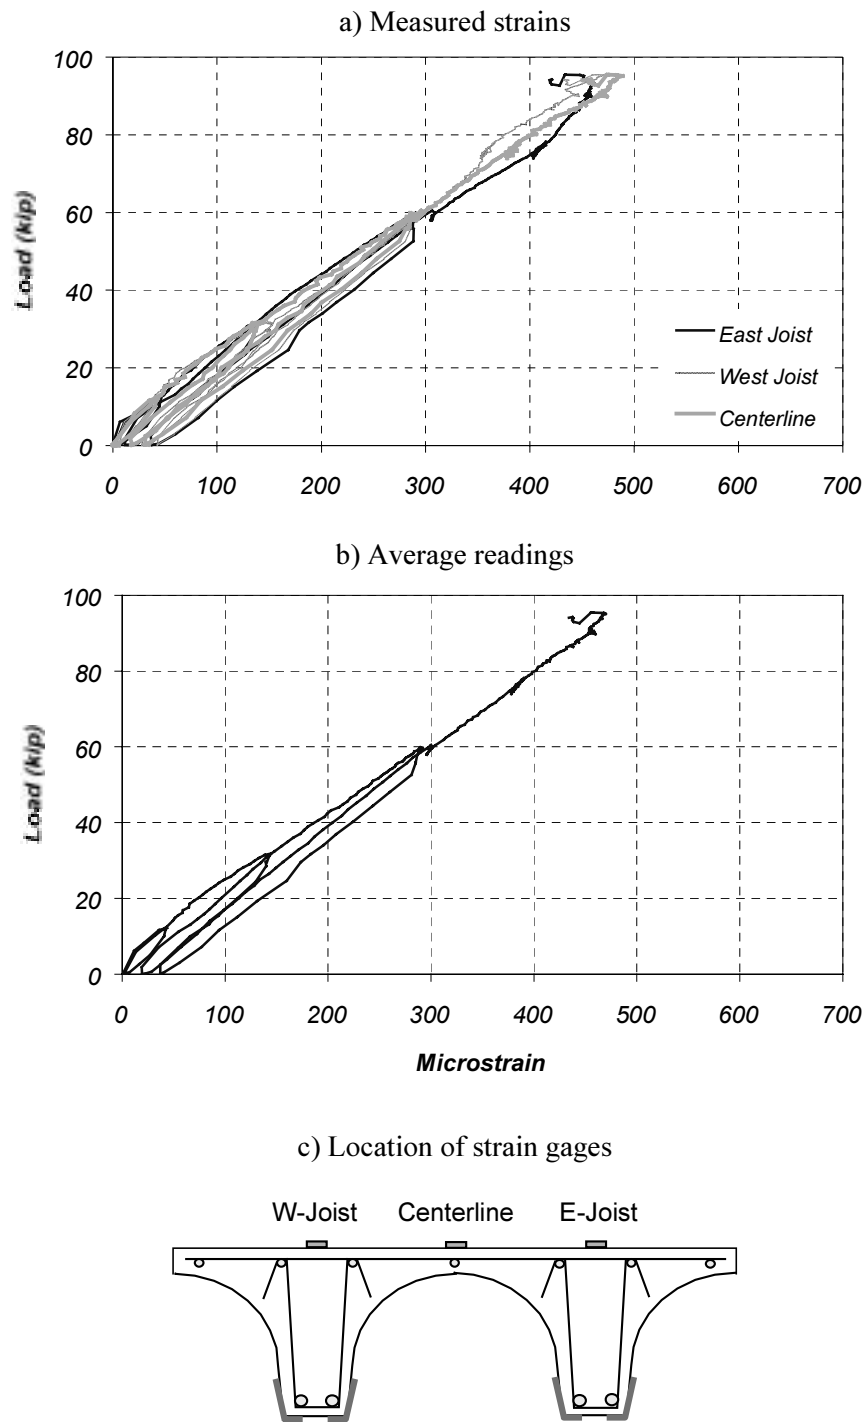 a) Measured strains
100
80
60
40
20
0
Load (kip)
East Joist
West Joist
Centerline
0 100 200 300 400 500 600 700
b) Average readings
100
80
60
40
20
0
Load (kip)
0 100 200 300 400 500 600 700
Microstrain
c) Location of strain gages
W-Joist Centerline E-Joist